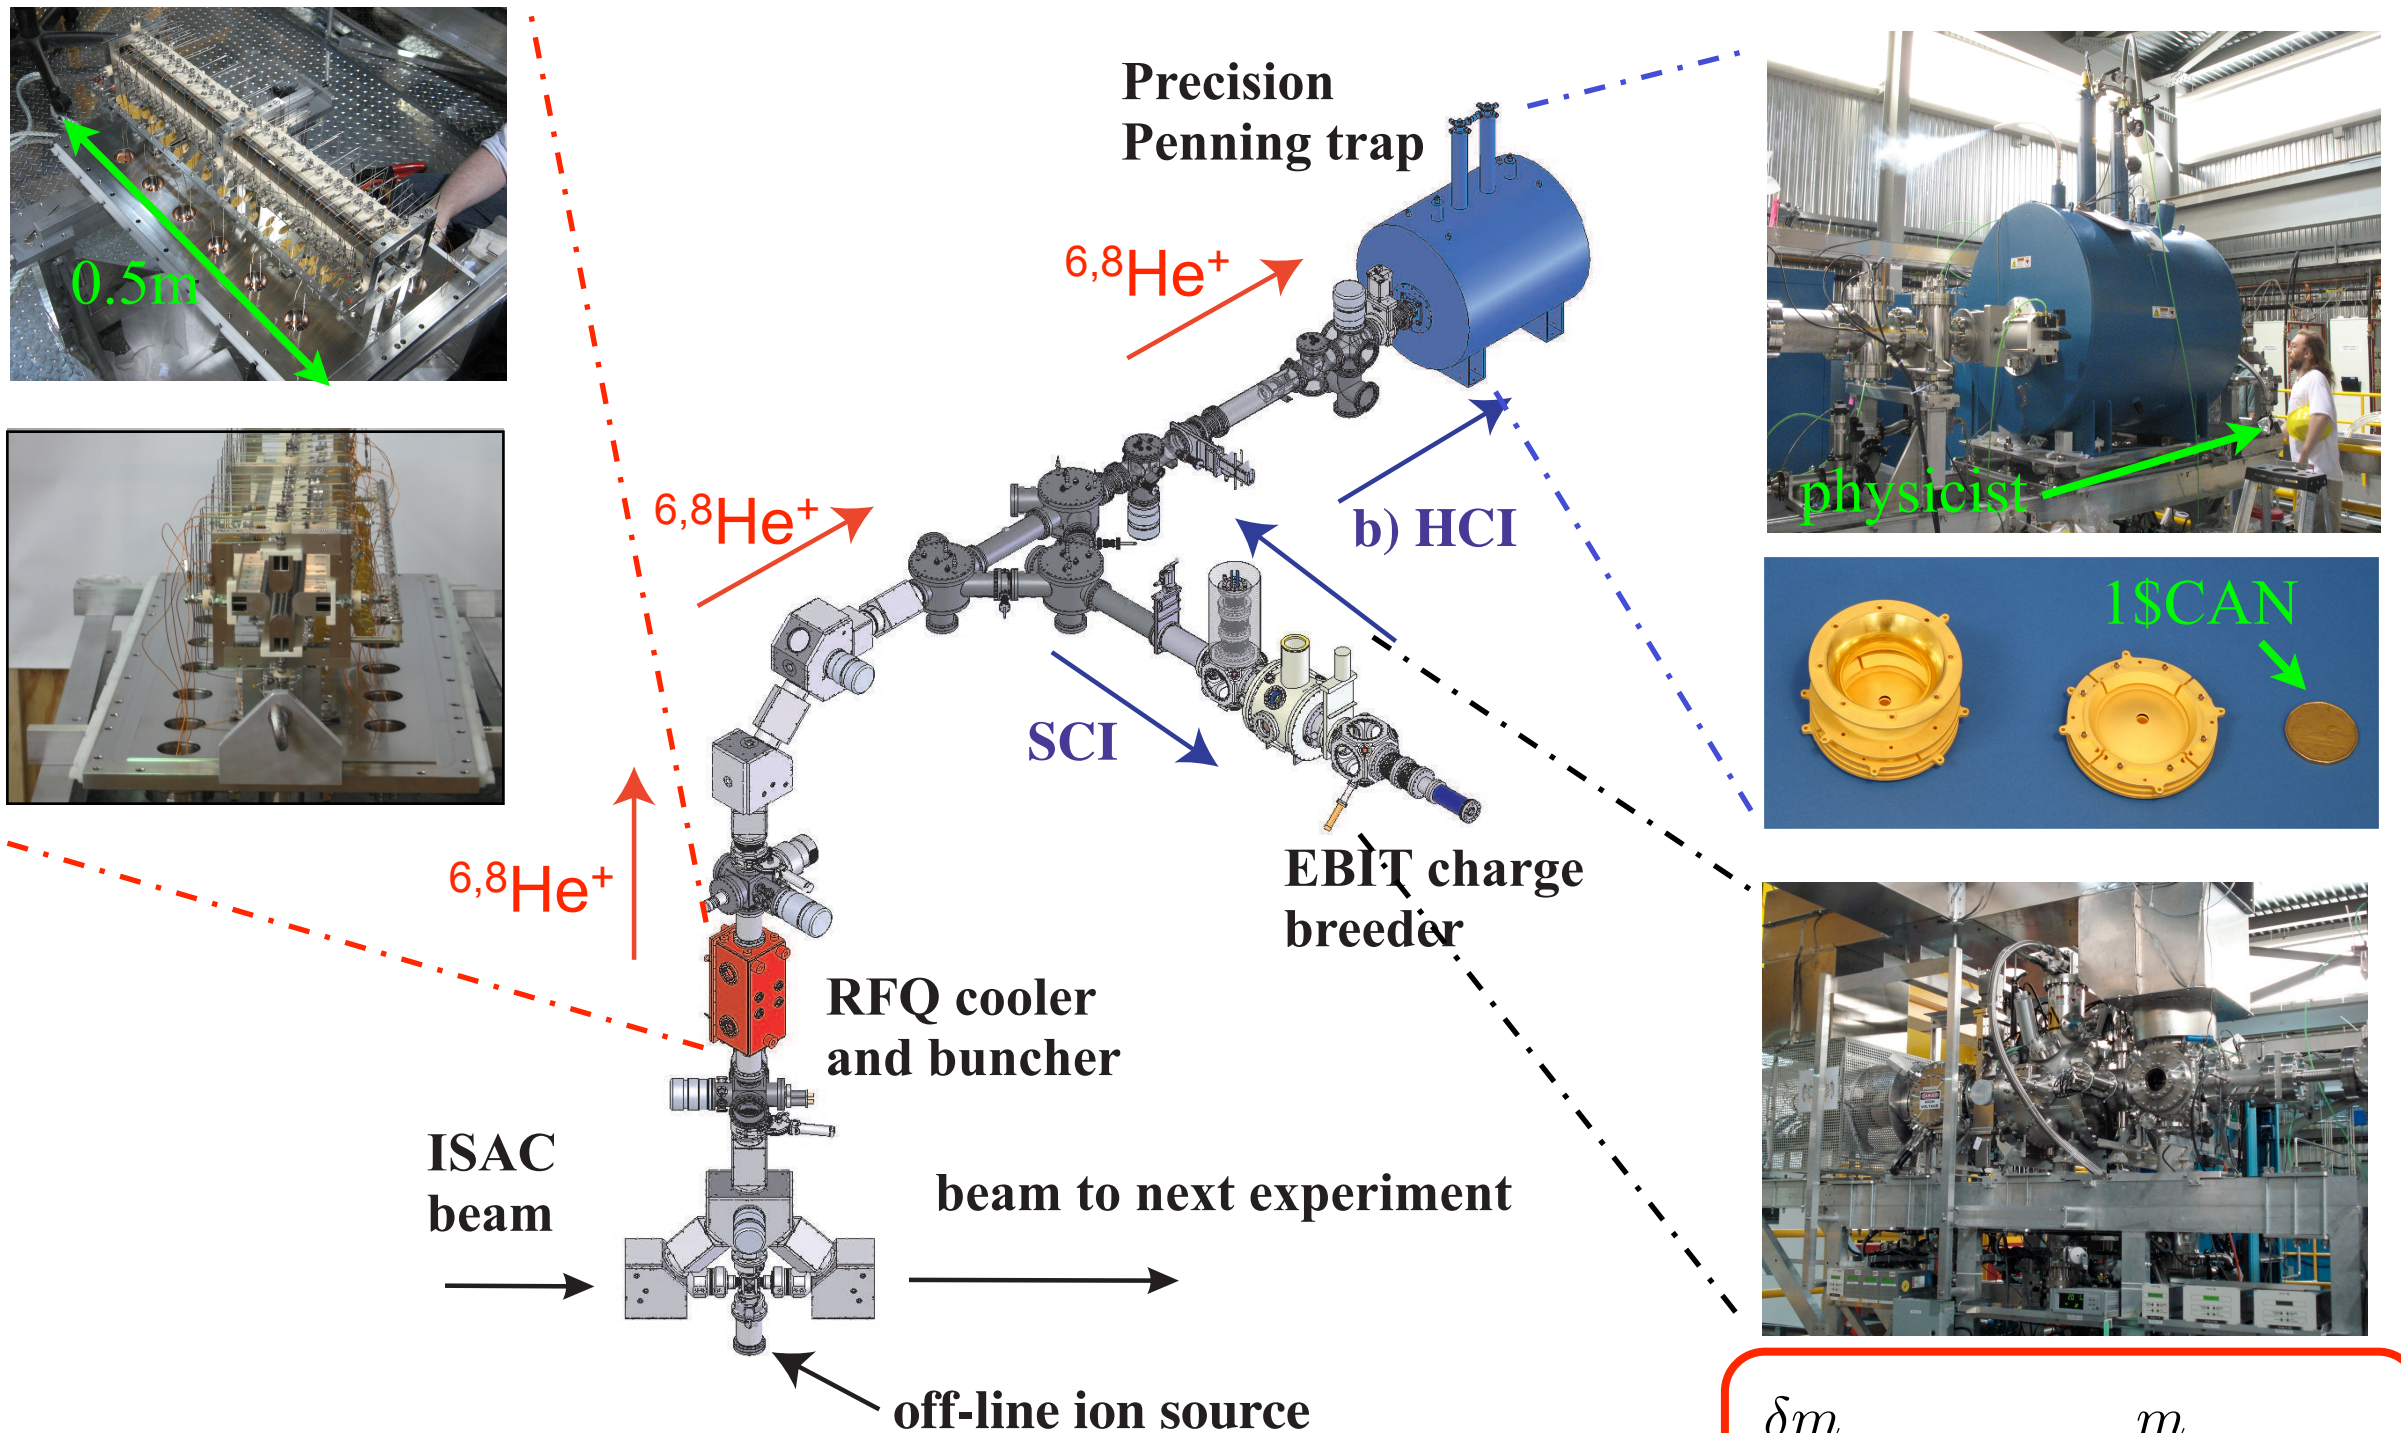 Precision
Penning trap
6,8He+
0.5m
physicist
6,8He+
b) HCI
1$CAN
SCI
6,8He+
EBIT charge
breeder
RFQ cooler
and buncher
ISAC
beam
beam to next experiment
off-line ion source
δm
m